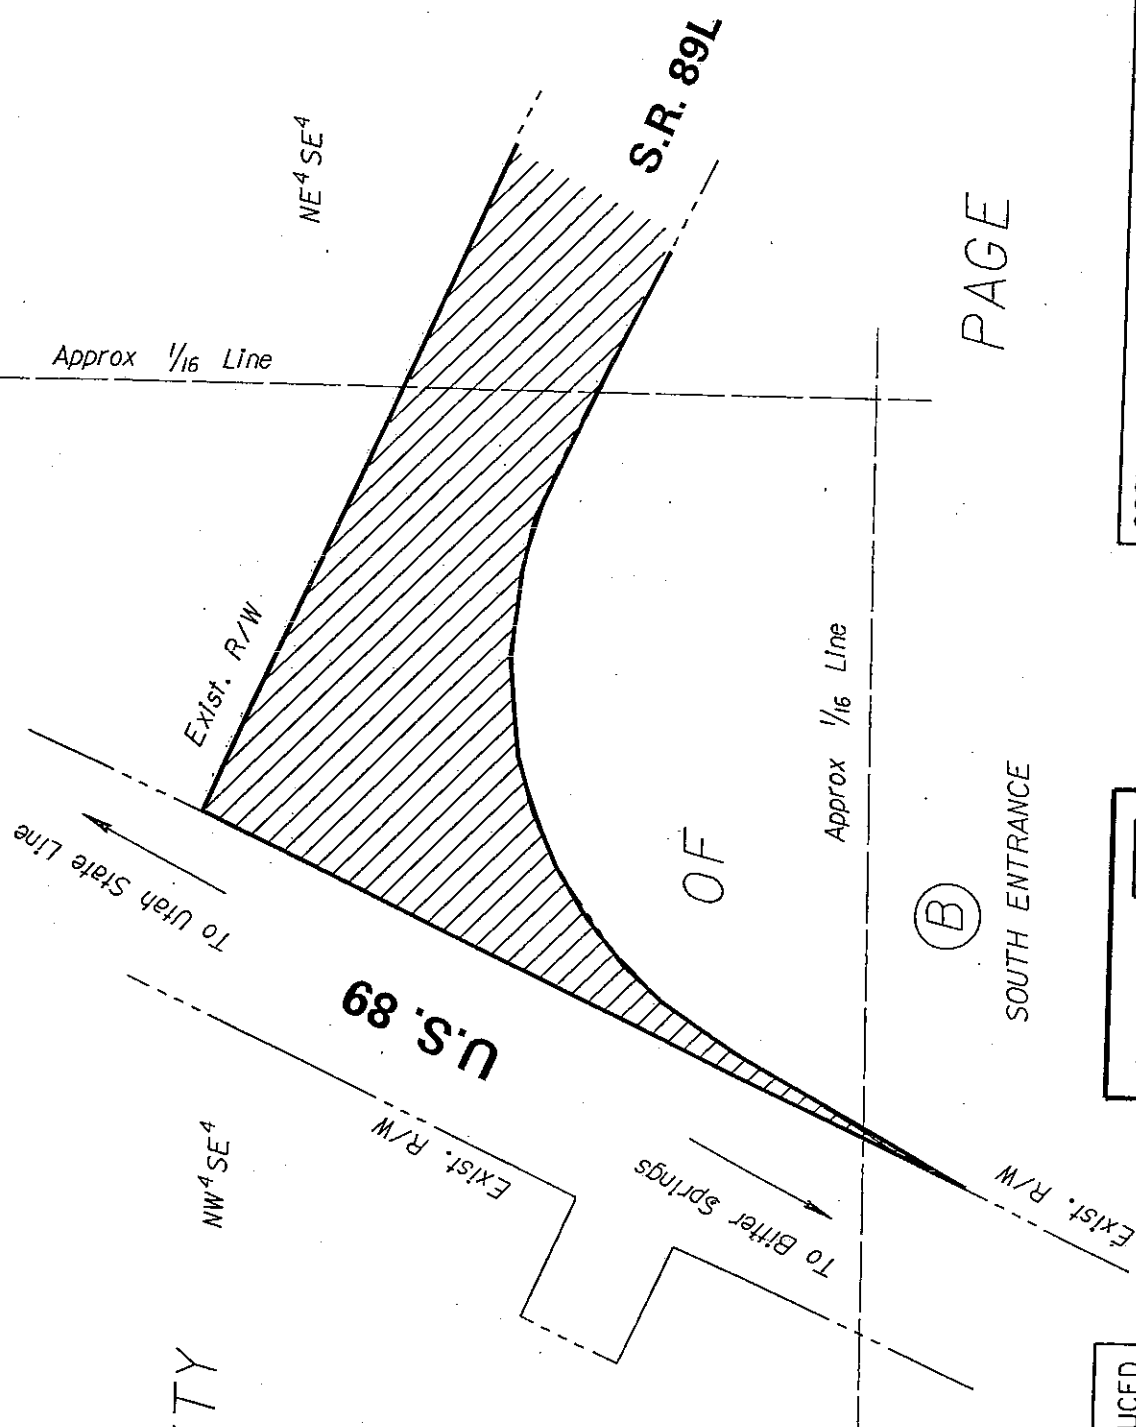 S.R. 89L
NE⁴ SE⁴
Approx 1/16 Line
PAGE
Exist. R/W
To Utah State Line
U.S. 89
Approx 1/16 Line
OF
B
SOUTH ENTRANCE
NW⁴ SE⁴
Exist. R/W
To Bitter Springs
Exist. R/W